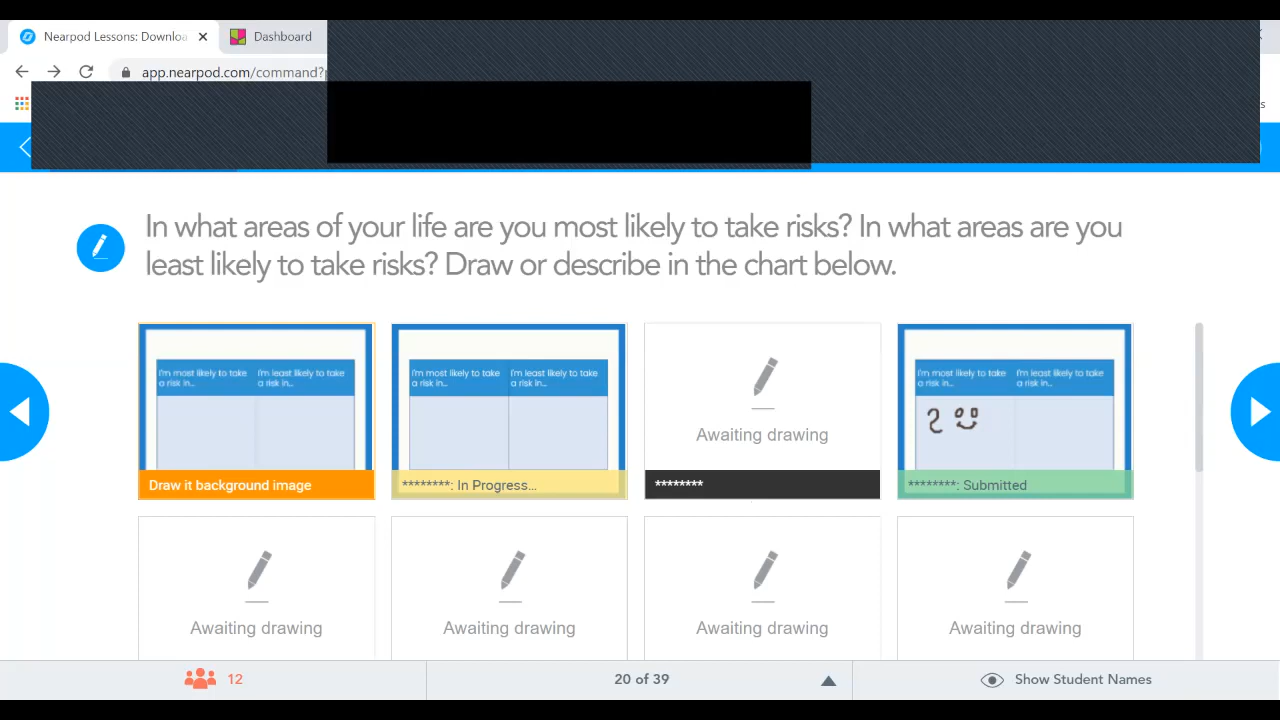 Nearpod Lessons: Downloa
Dashboard
app.nearpod.com/command?
In what areas of your life are you most likely to take risks? In what areas are you
least likely to take risks? Draw or describe in the chart below.
I'm most likely to take a risk in...
I'm least likely to take a risk in...
Draw it background image
I'm most likely to take a risk in...
I'm least likely to take a risk in...
********: In Progress...
Awaiting drawing
********
I'm most likely to take a risk in...
I'm least likely to take a risk in...
********: Submitted
Awaiting drawing
Awaiting drawing
Awaiting drawing
Awaiting drawing
12
20 of 39
Show Student Names